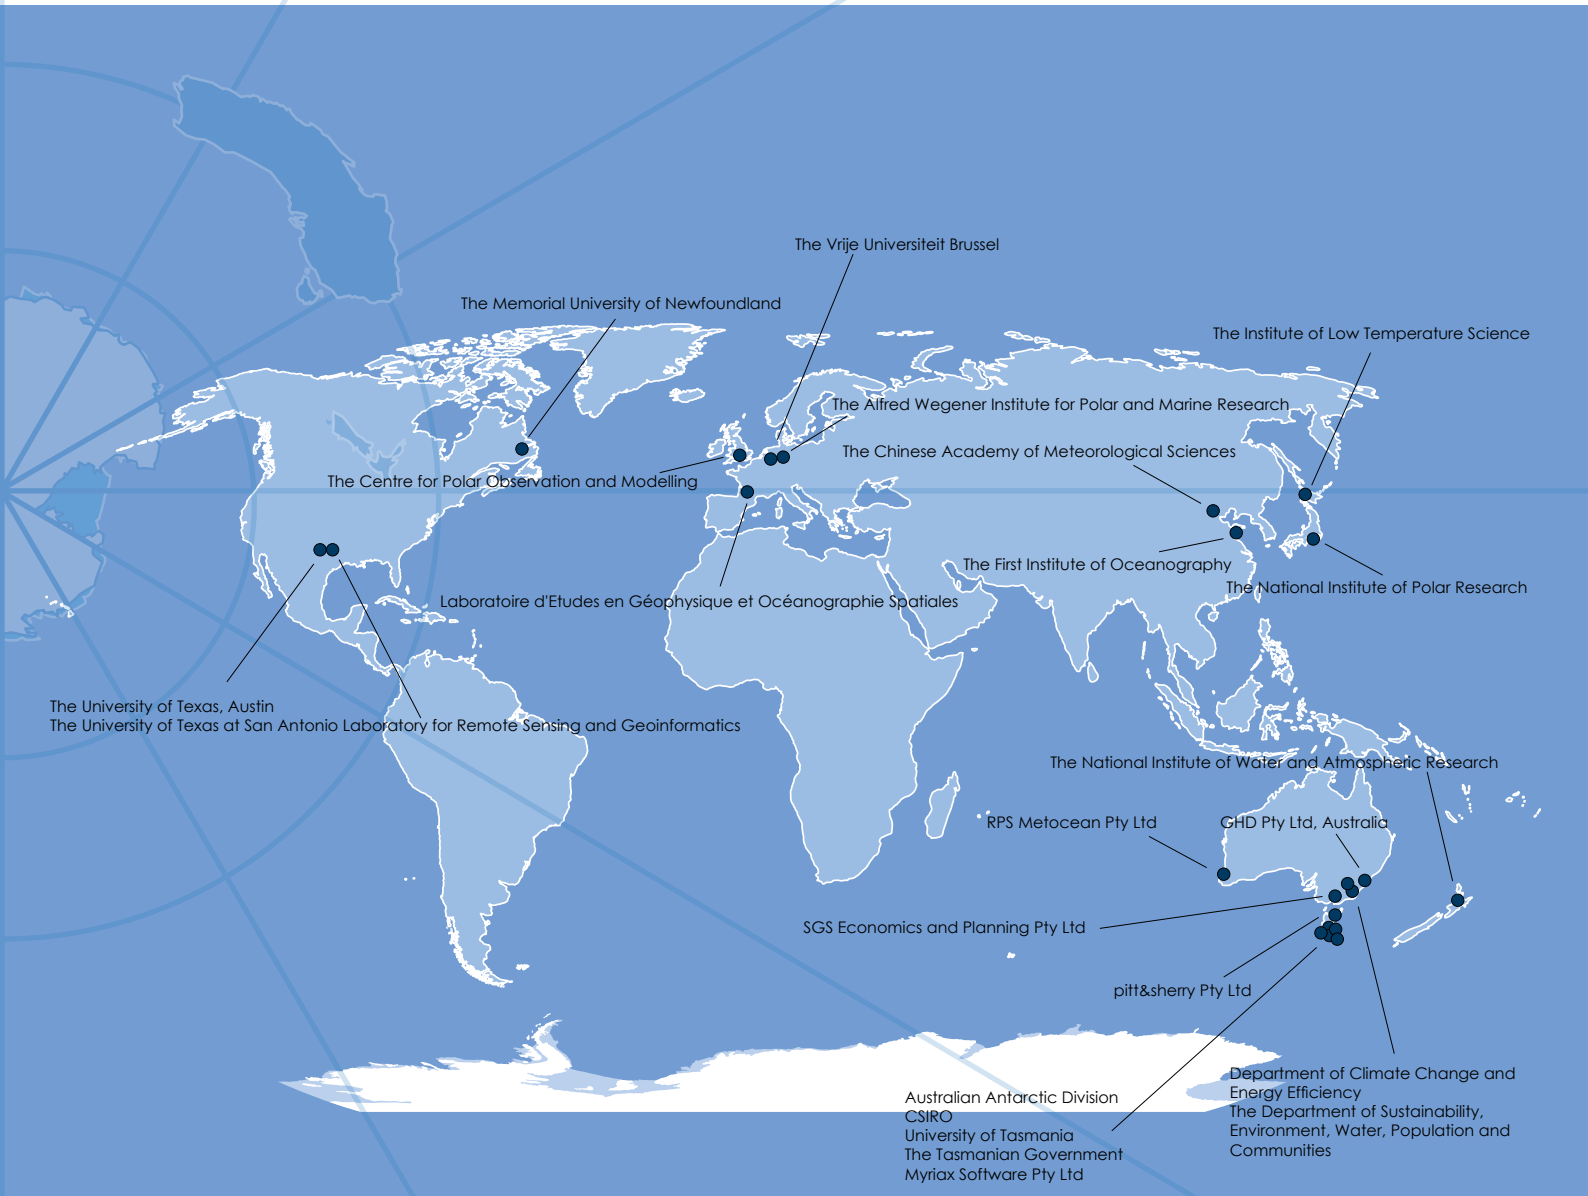 The Vrije Universiteit Brussel
The Memorial University of Newfoundland
The Institute of Low Temperature Science
The Alfred Wegener Institute for Polar and Marine Research
The Chinese Academy of Meteorological Sciences
The Centre for Polar Observation and Modelling
The First Institute of Oceanography
The National Institute of Polar Research
Laboratoire d'Etudes en Géophysique et Océanographie Spatiales
The University of Texas, Austin
The University of Texas at San Antonio Laboratory for Remote Sensing and Geoinformatics
The National Institute of Water and Atmospheric Research
RPS Metocean Pty Ltd
GHD Pty Ltd, Australia
SGS Economics and Planning Pty Ltd
pitt&sherry Pty Ltd
Australian Antarctic Division
CSIRO
University of Tasmania
The Tasmanian Government
Myriax Software Pty Ltd
Department of Climate Change and
Energy Efficiency
The Department of Sustainability,
Environment, Water, Population and
Communities